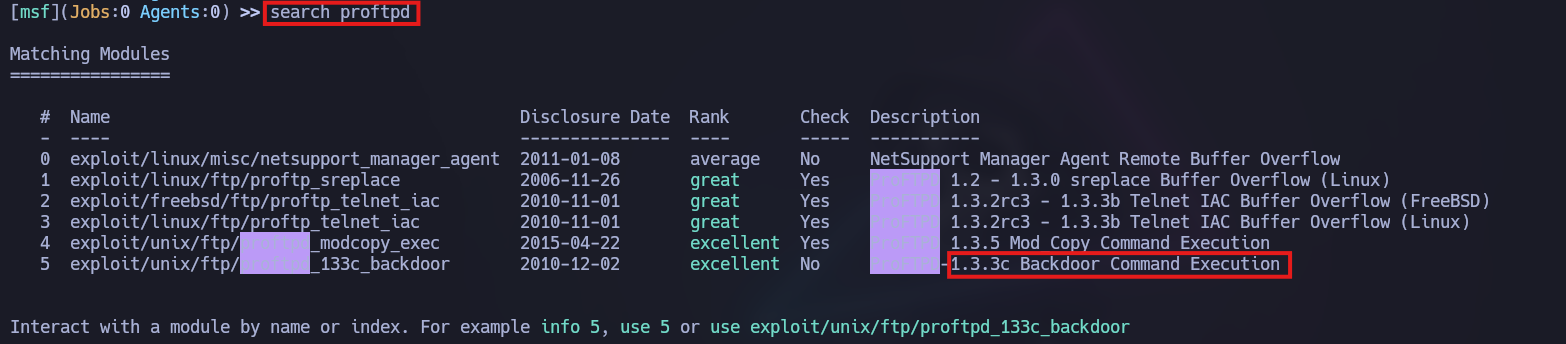 [msf](Jobs:0 Agents:0) >> search proftpd
Matching Modules
================
#  Name                                         Disclosure Date  Rank       Check  Description
-  ----                                         ---------------  ----       -----  -----------
0  exploit/linux/misc/netsupport_manager_agent  2011-01-08       average    No     NetSupport Manager Agent Remote Buffer Overflow
1  exploit/linux/ftp/proftp_sreplace            2006-11-26       great      Yes    ProFTPD 1.2 - 1.3.0 sreplace Buffer Overflow (Linux)
2  exploit/freebsd/ftp/proftp_telnet_iac        2010-11-01       great      Yes    ProFTPD 1.3.2rc3 - 1.3.3b Telnet IAC Buffer Overflow (FreeBSD)
3  exploit/linux/ftp/proftp_telnet_iac          2010-11-01       great      Yes    ProFTPD 1.3.2rc3 - 1.3.3b Telnet IAC Buffer Overflow (Linux)
4  exploit/unix/ftp/proftpd_modcopy_exec        2015-04-22       excellent  Yes    ProFTPD 1.3.5 Mod Copy Command Execution
5  exploit/unix/ftp/proftpd_133c_backdoor       2010-12-02       excellent  No     ProFTPD-1.3.3c Backdoor Command Execution
Interact with a module by name or index. For example info 5, use 5 or use exploit/unix/ftp/proftpd_133c_backdoor